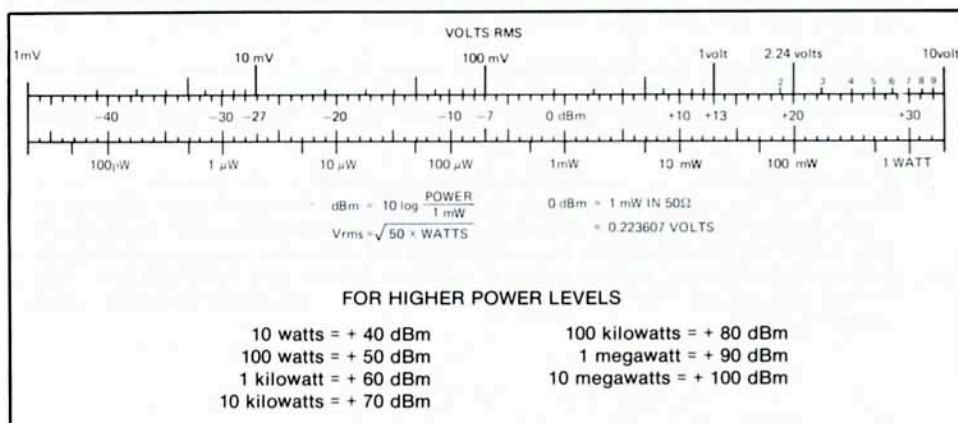 VOLTS RMS
1mV 10 mV 100 mV 1volt 2.24 volts 10volt
2 3 4 5 6 7 8 9
−40 −30 −27 −20 −10 −7 0 dBm +10 +13 +20 +30
100µW 1 µW 10 µW 100 µW 1mW 10 mW 100 mW 1 WATT
dBm = 10 log POWER / 1 mW
0 dBm = 1 mW IN 50Ω
Vrms = √50 × WATTS
= 0.223607 VOLTS
FOR HIGHER POWER LEVELS
10 watts = + 40 dBm
100 watts = + 50 dBm
1 kilowatt = + 60 dBm
10 kilowatts = + 70 dBm
100 kilowatts = + 80 dBm
1 megawatt = + 90 dBm
10 megawatts = + 100 dBm